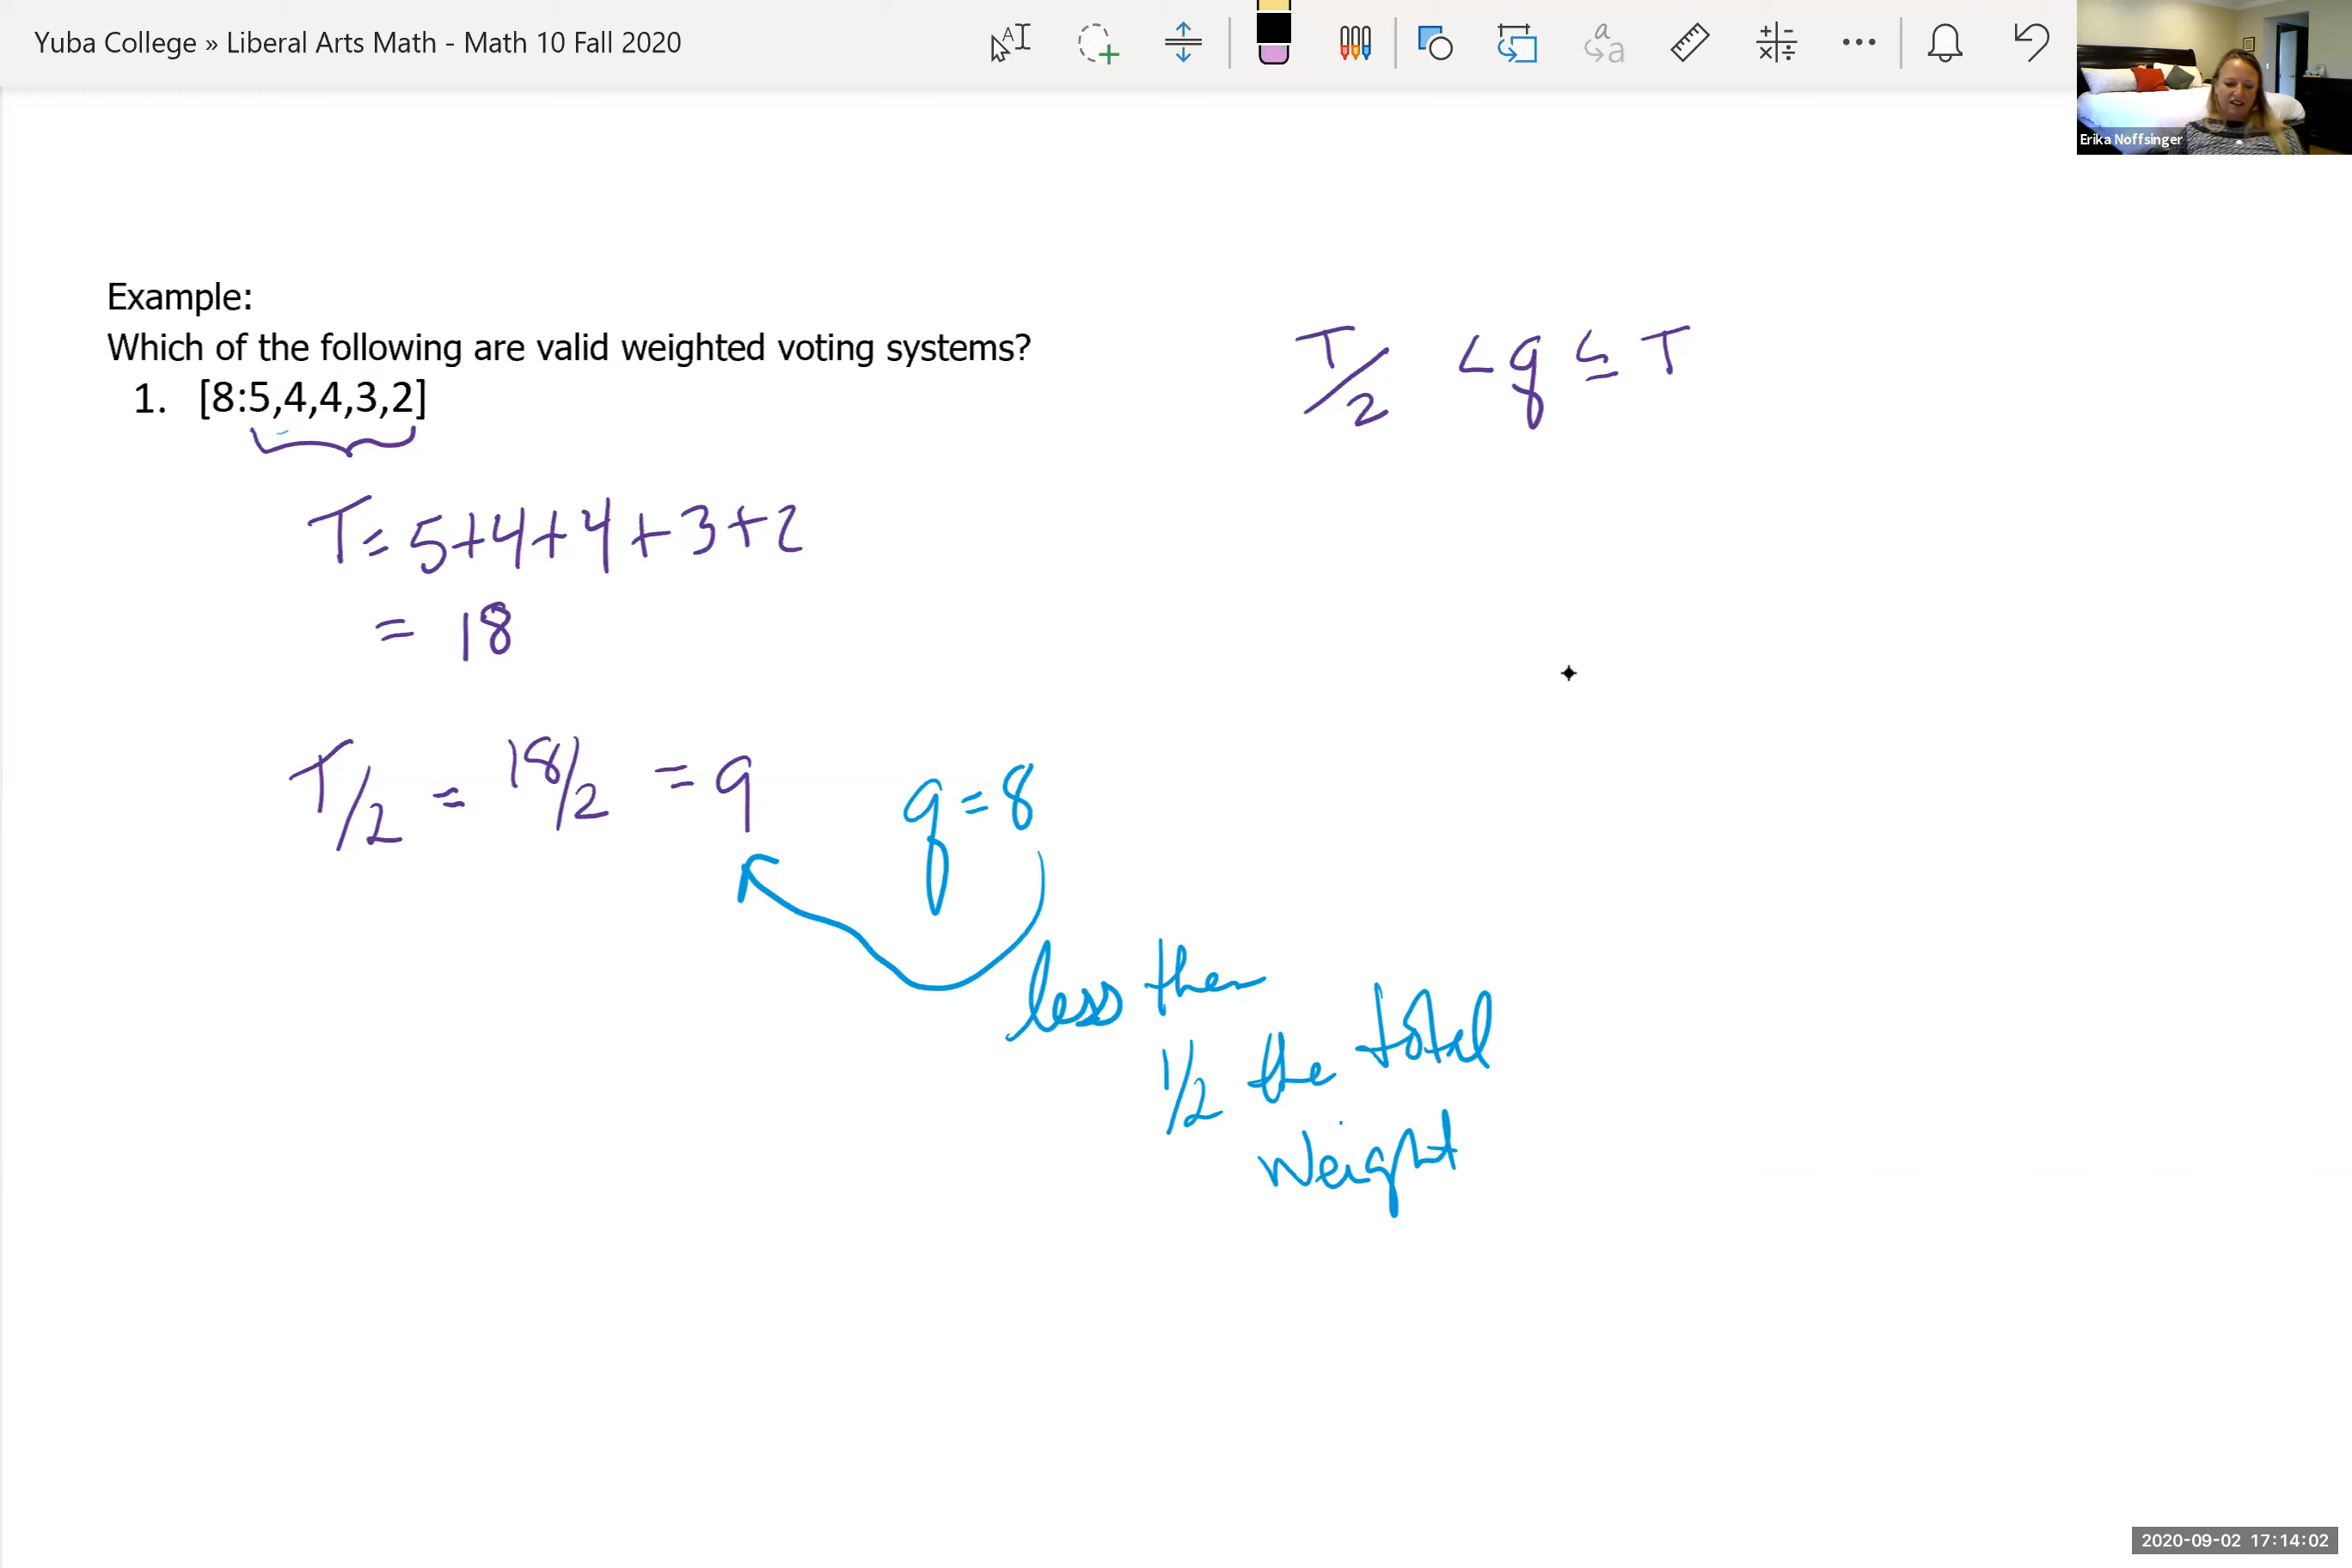 Yuba College » Liberal Arts Math - Math 10 Fall 2020
Erika Noffsinger
Example:
Which of the following are valid weighted voting systems?
1. [8:5,4,4,3,2]
T/2 < q ≤ T
T = 5+4+4+3+2
= 18
T/2 = 18/2 = 9
q = 8
less then
1/2 the total
weight
2020-09-02 17:14:02